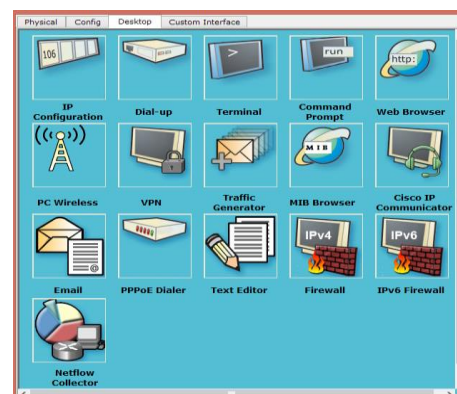 Physical Config Desktop Custom Interface
106
>
run
http:
IP
Configuration
Dial-up
Terminal
Command
Prompt
Web Browser
MIB
PC Wireless
VPN
Traffic
Generator
MIB Browser
Cisco IP
Communicator
@
IPv4
IPv6
Email
PPPoE Dialer
Text Editor
Firewall
IPv6 Firewall
Netflow
Collector